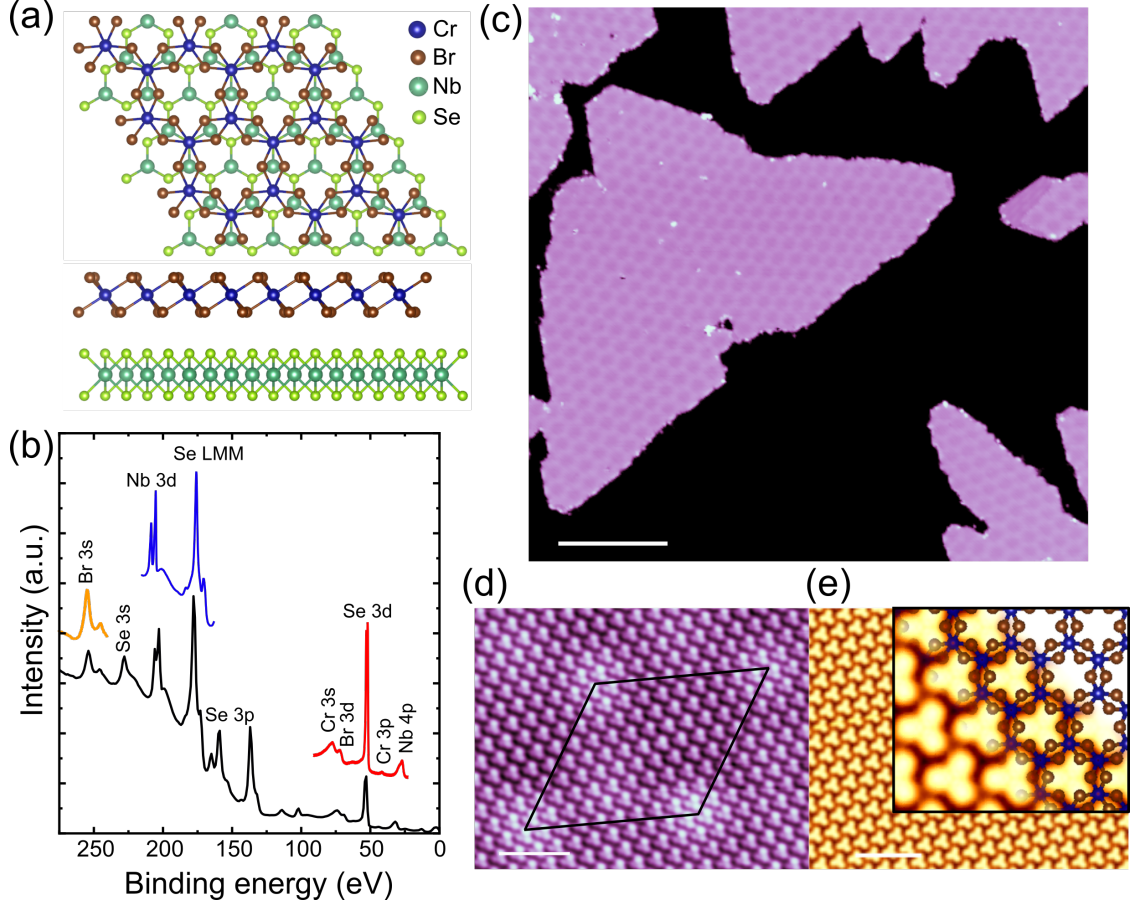 (a)
Cr
Br
Nb
Se
(b)
Intensity (a.u.)
Br 3s
Se 3s
Nb 3d
Se LMM
Se 3p
Cr 3s
Br 3d
Se 3d
Cr 3p
Nb 4p
250 200 150 100 50 0
Binding energy (eV)
(c)
(d)
(e)